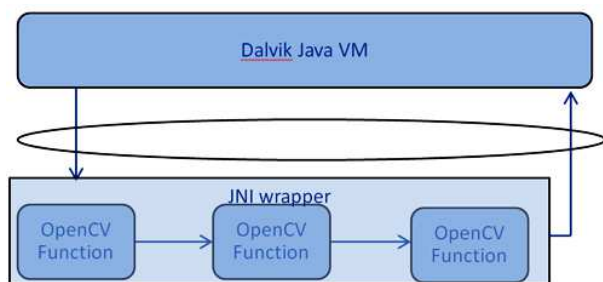 Dalvik Java VM
JNI wrapper
OpenCV
Function
OpenCV
Function
OpenCV
Function